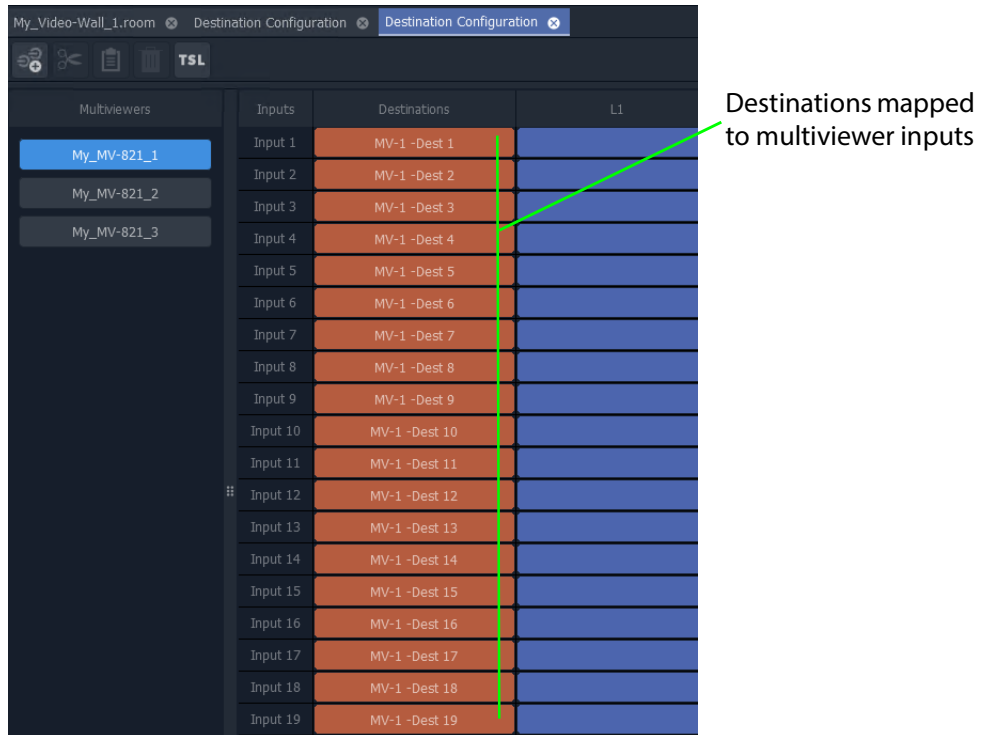 My_Video-Wall_1.room Destination Configuration Destination Configuration
TSL
Multiviewers Inputs Destinations L1
My_MV-821_1
My_MV-821_2
My_MV-821_3
Input 1 MV-1 -Dest 1
Input 2 MV-1 -Dest 2
Input 3 MV-1 -Dest 3
Input 4 MV-1 -Dest 4
Input 5 MV-1 -Dest 5
Input 6 MV-1 -Dest 6
Input 7 MV-1 -Dest 7
Input 8 MV-1 -Dest 8
Input 9 MV-1 -Dest 9
Input 10 MV-1 -Dest 10
Input 11 MV-1 -Dest 11
Input 12 MV-1 -Dest 12
Input 13 MV-1 -Dest 13
Input 14 MV-1 -Dest 14
Input 15 MV-1 -Dest 15
Input 16 MV-1 -Dest 16
Input 17 MV-1 -Dest 17
Input 18 MV-1 -Dest 18
Input 19 MV-1 -Dest 19
Destinations mapped
to multiviewer inputs